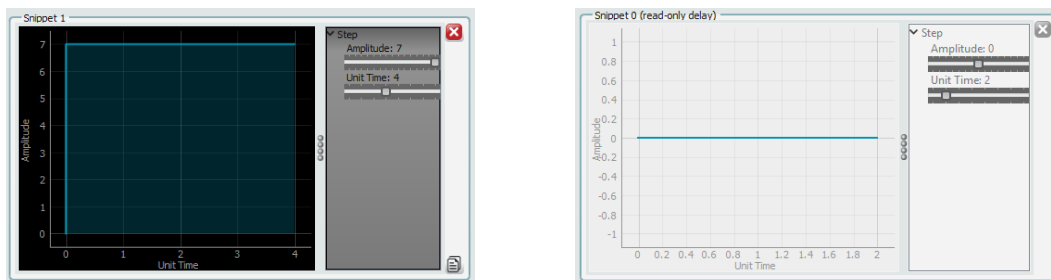 Snippet 1
7
6
5
4
3
2
1
0
Amplitude
0 1 2 3 4
Unit Time
Step
Amplitude: 7
Unit Time: 4
Snippet 0 (read-only delay)
1
0.8
0.6
0.4
0.2
0
-0.2
-0.4
-0.6
-0.8
-1
Amplitude
0 0.2 0.4 0.6 0.8 1 1.2 1.4 1.6 1.8 2
Unit Time
Step
Amplitude: 0
Unit Time: 2